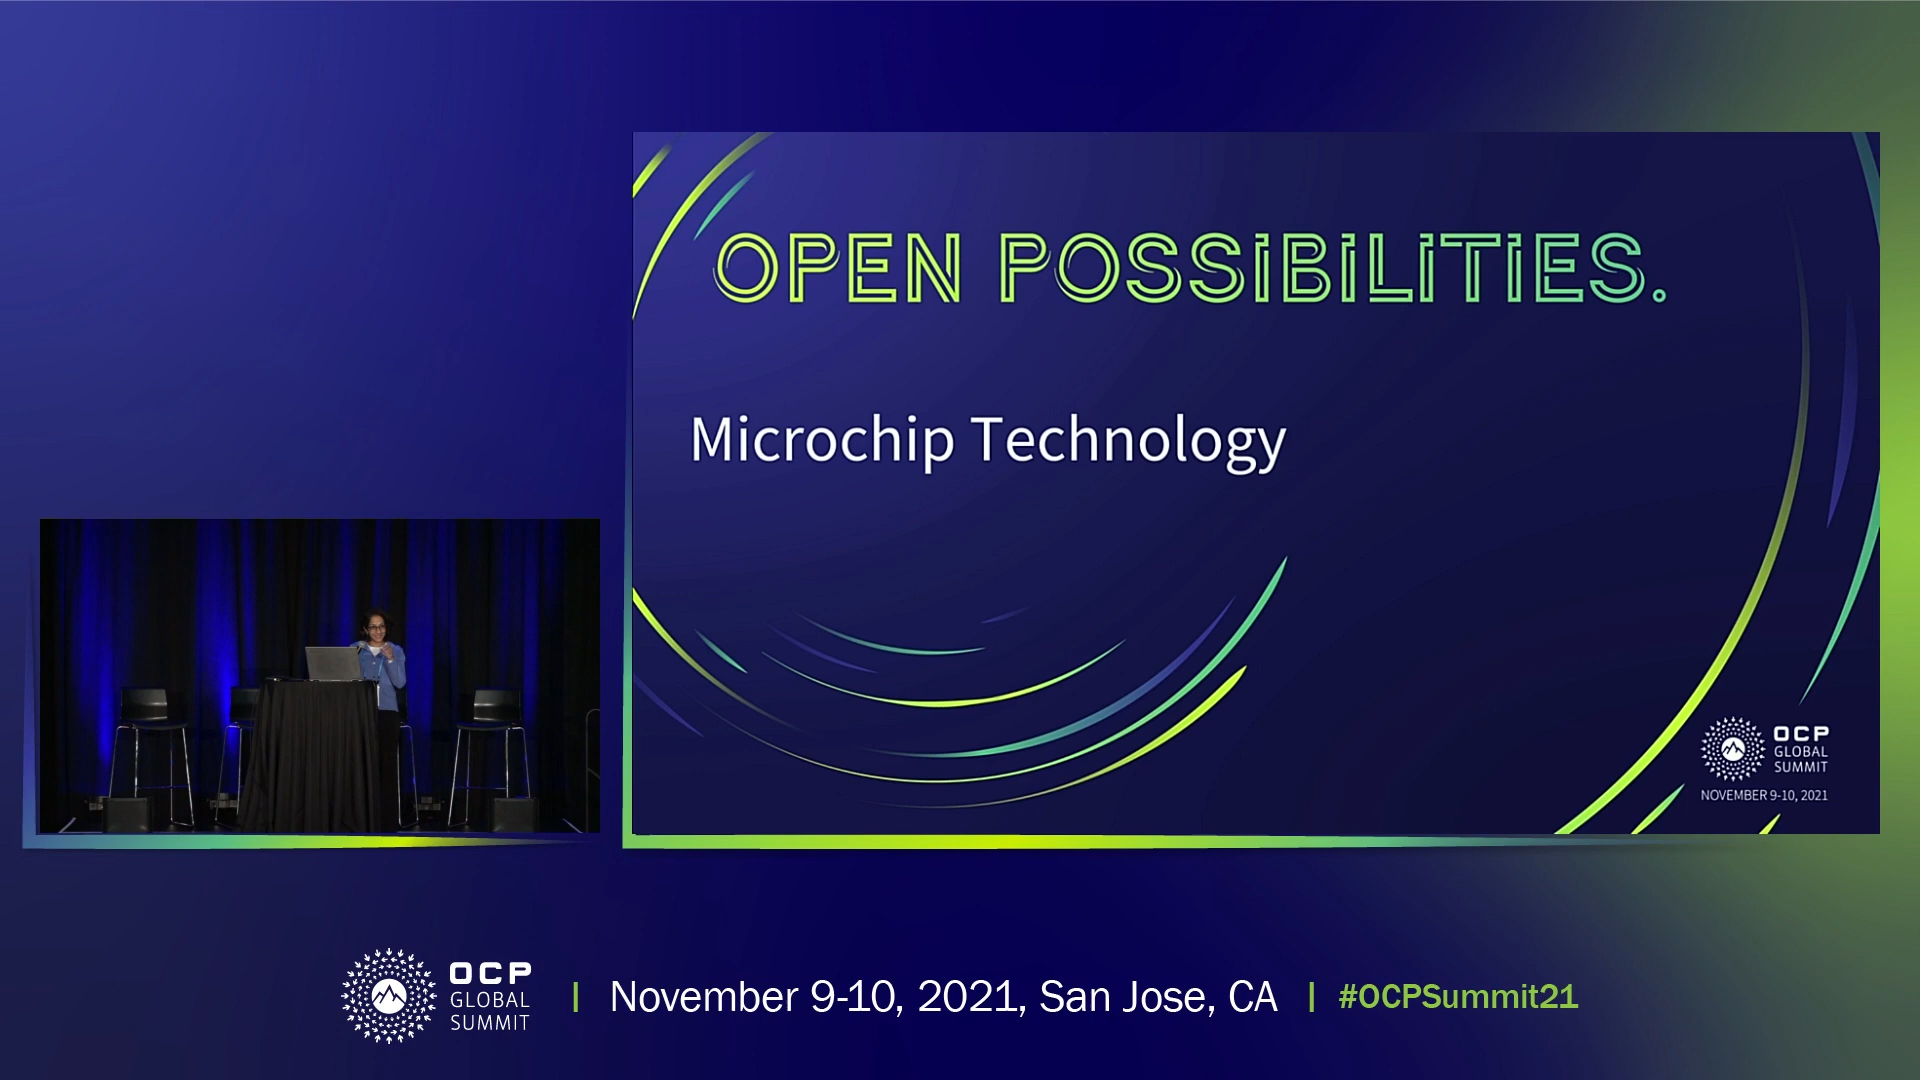 OPEN POSSIBILITIES.
Microchip Technology
OCP
GLOBAL
SUMMIT
NOVEMBER 9-10, 2021
OCP
GLOBAL
SUMMIT
November 9-10, 2021, San Jose, CA
#OCPSummit21